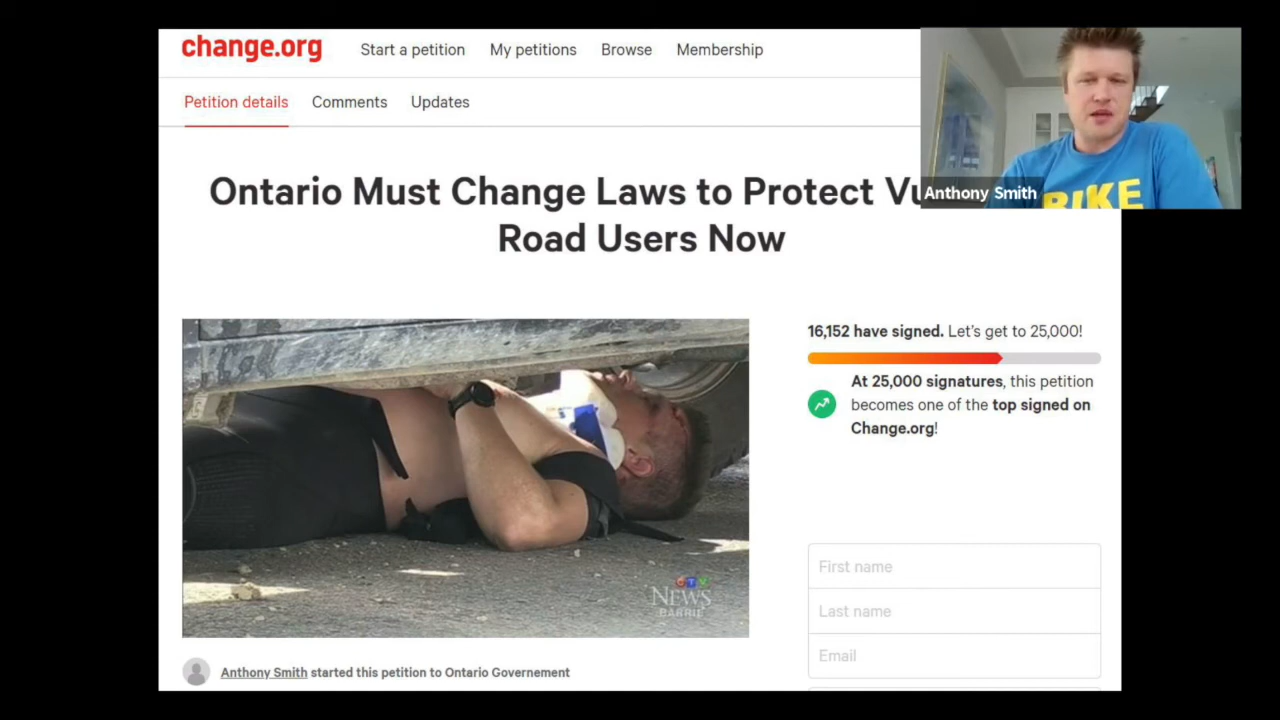 change.org
Start a petition
My petitions
Browse
Membership
Petition details
Comments
Updates
Anthony Smith
BIKE
Ontario Must Change Laws to Protect
Road Users Now
16,152 have signed. Let's get to 25,000!
At 25,000 signatures, this petition
becomes one of the top signed on
Change.org!
CTV
NEWS
BARRIE
First name
Last name
Email
Anthony Smith started this petition to Ontario Governement